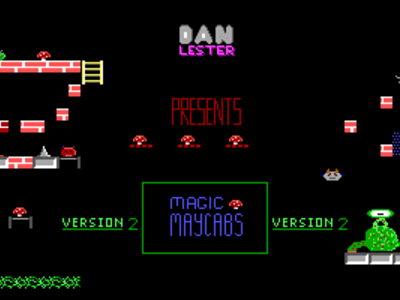 DAN
LESTER
PRESENTS
MAGIC
MAYCABS
VERSION 2
VERSION 2